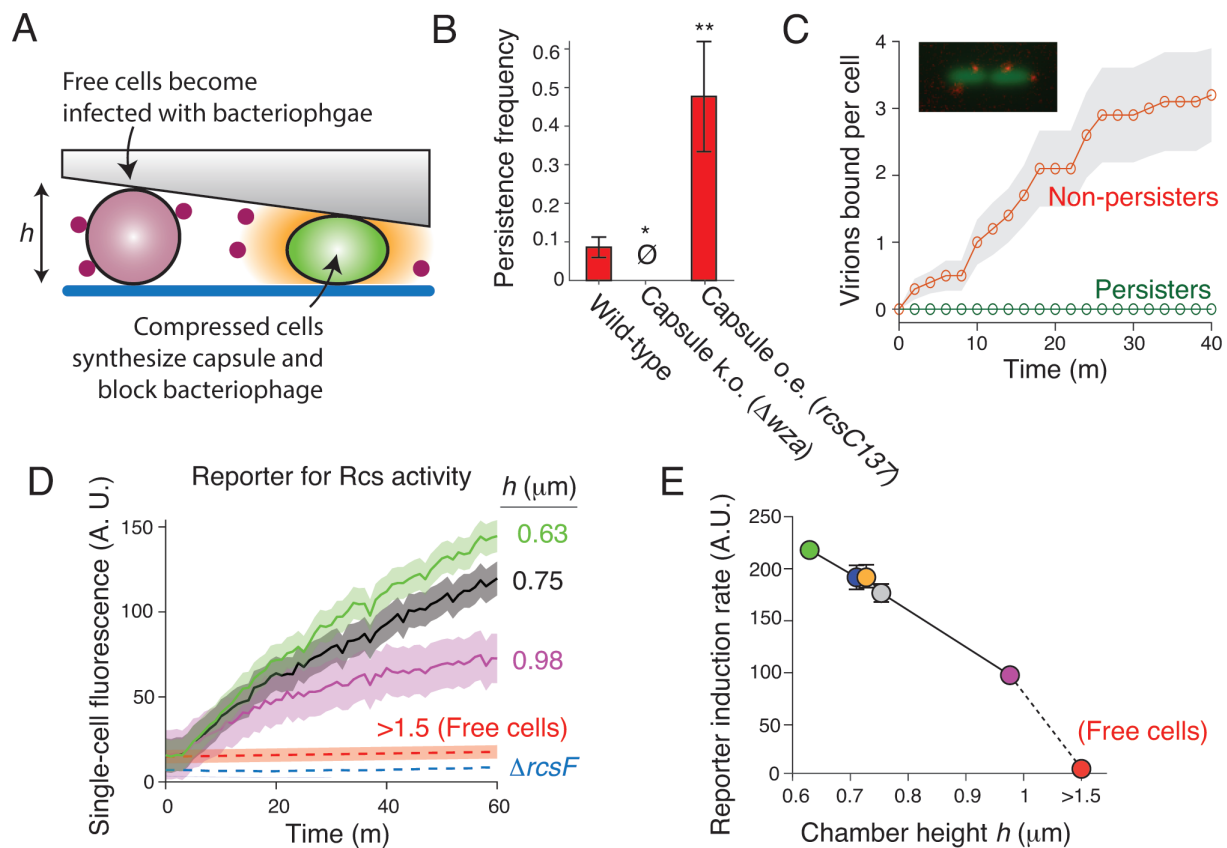 A
Free cells become
infected with bacteriophgae
h
Compressed cells
synthesize capsule and
block bacteriophage
B
Persistence frequency
0.6
0.5
0.4
0.3
0.2
0.1
0
*
Ø
**
Wild-type
Capsule k.o. (Δwza)
Capsule o.e. (rcsC137)
C
Virions bound per cell
4
3
2
1
0
Non-persisters
Persisters
0 10 20 30 40
Time (m)
D
Reporter for Rcs activity
Single-cell fluorescence (A. U.)
150
100
50
0
h (μm)
0.63
0.75
0.98
>1.5 (Free cells)
ΔrcsF
0 20 40 60
Time (m)
E
Reporter induction rate (A.U.)
250
200
150
100
50
0
(Free cells)
0.6 0.7 0.8 0.9 1 >1.5
Chamber height h (μm)